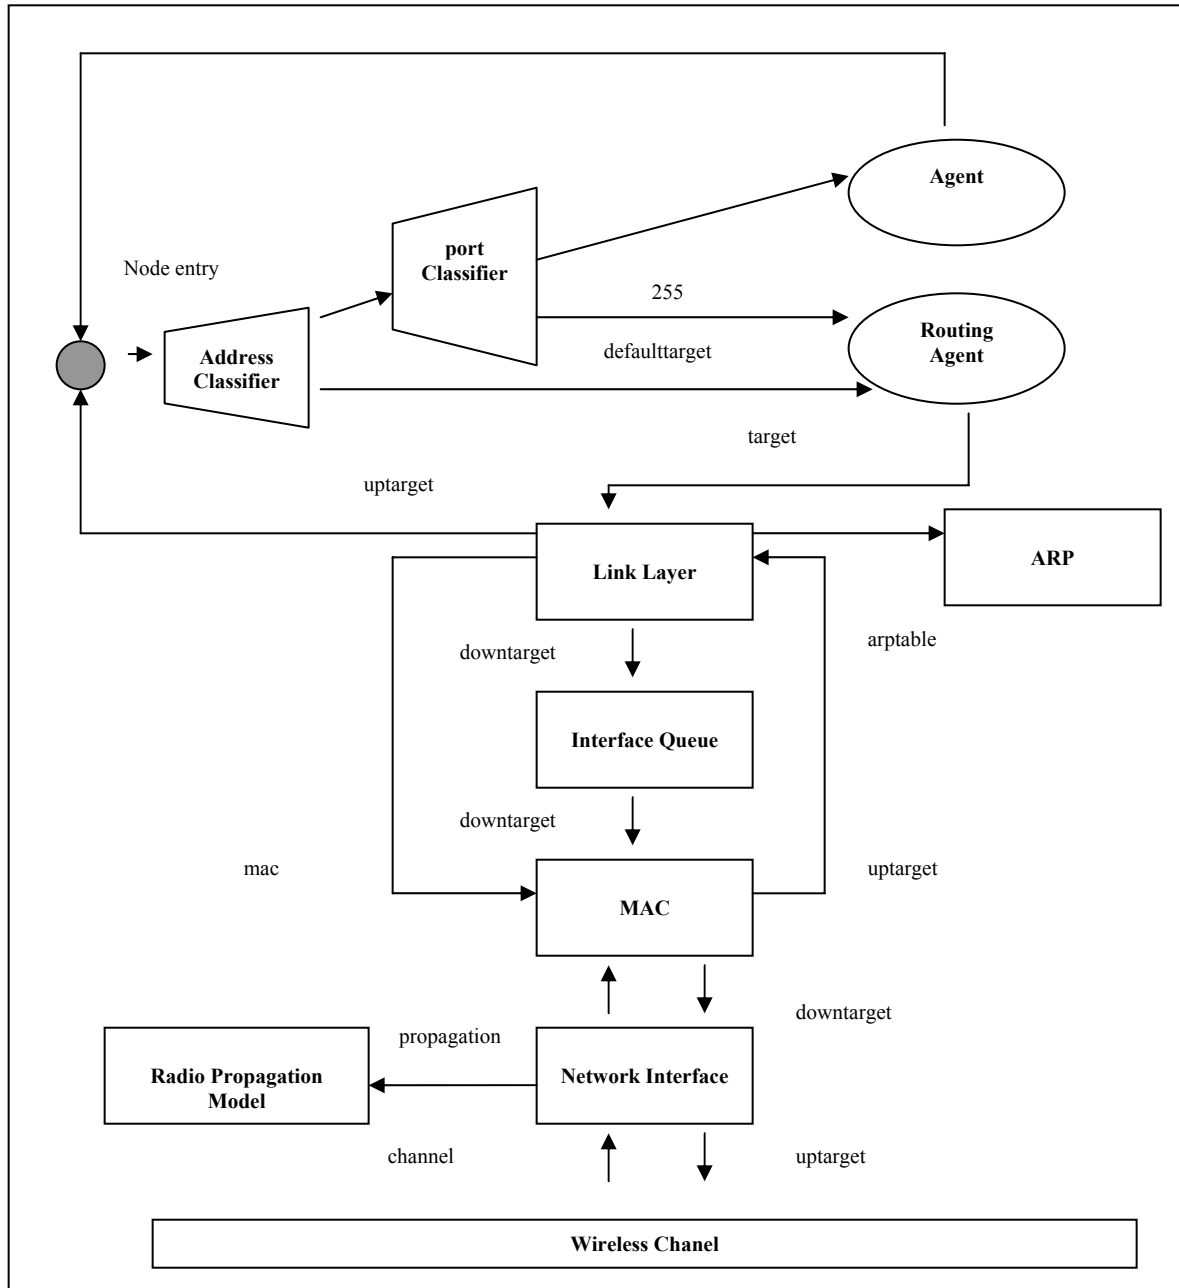 Agent
port
Classifier
Node entry
255
Routing
Agent
Address
Classifier
defaulttarget
target
uptarget
Link Layer
ARP
downtarget
arptable
Interface Queue
downtarget
mac
uptarget
MAC
downtarget
propagation
Radio Propagation
Model
Network Interface
channel
uptarget
Wireless Chanel